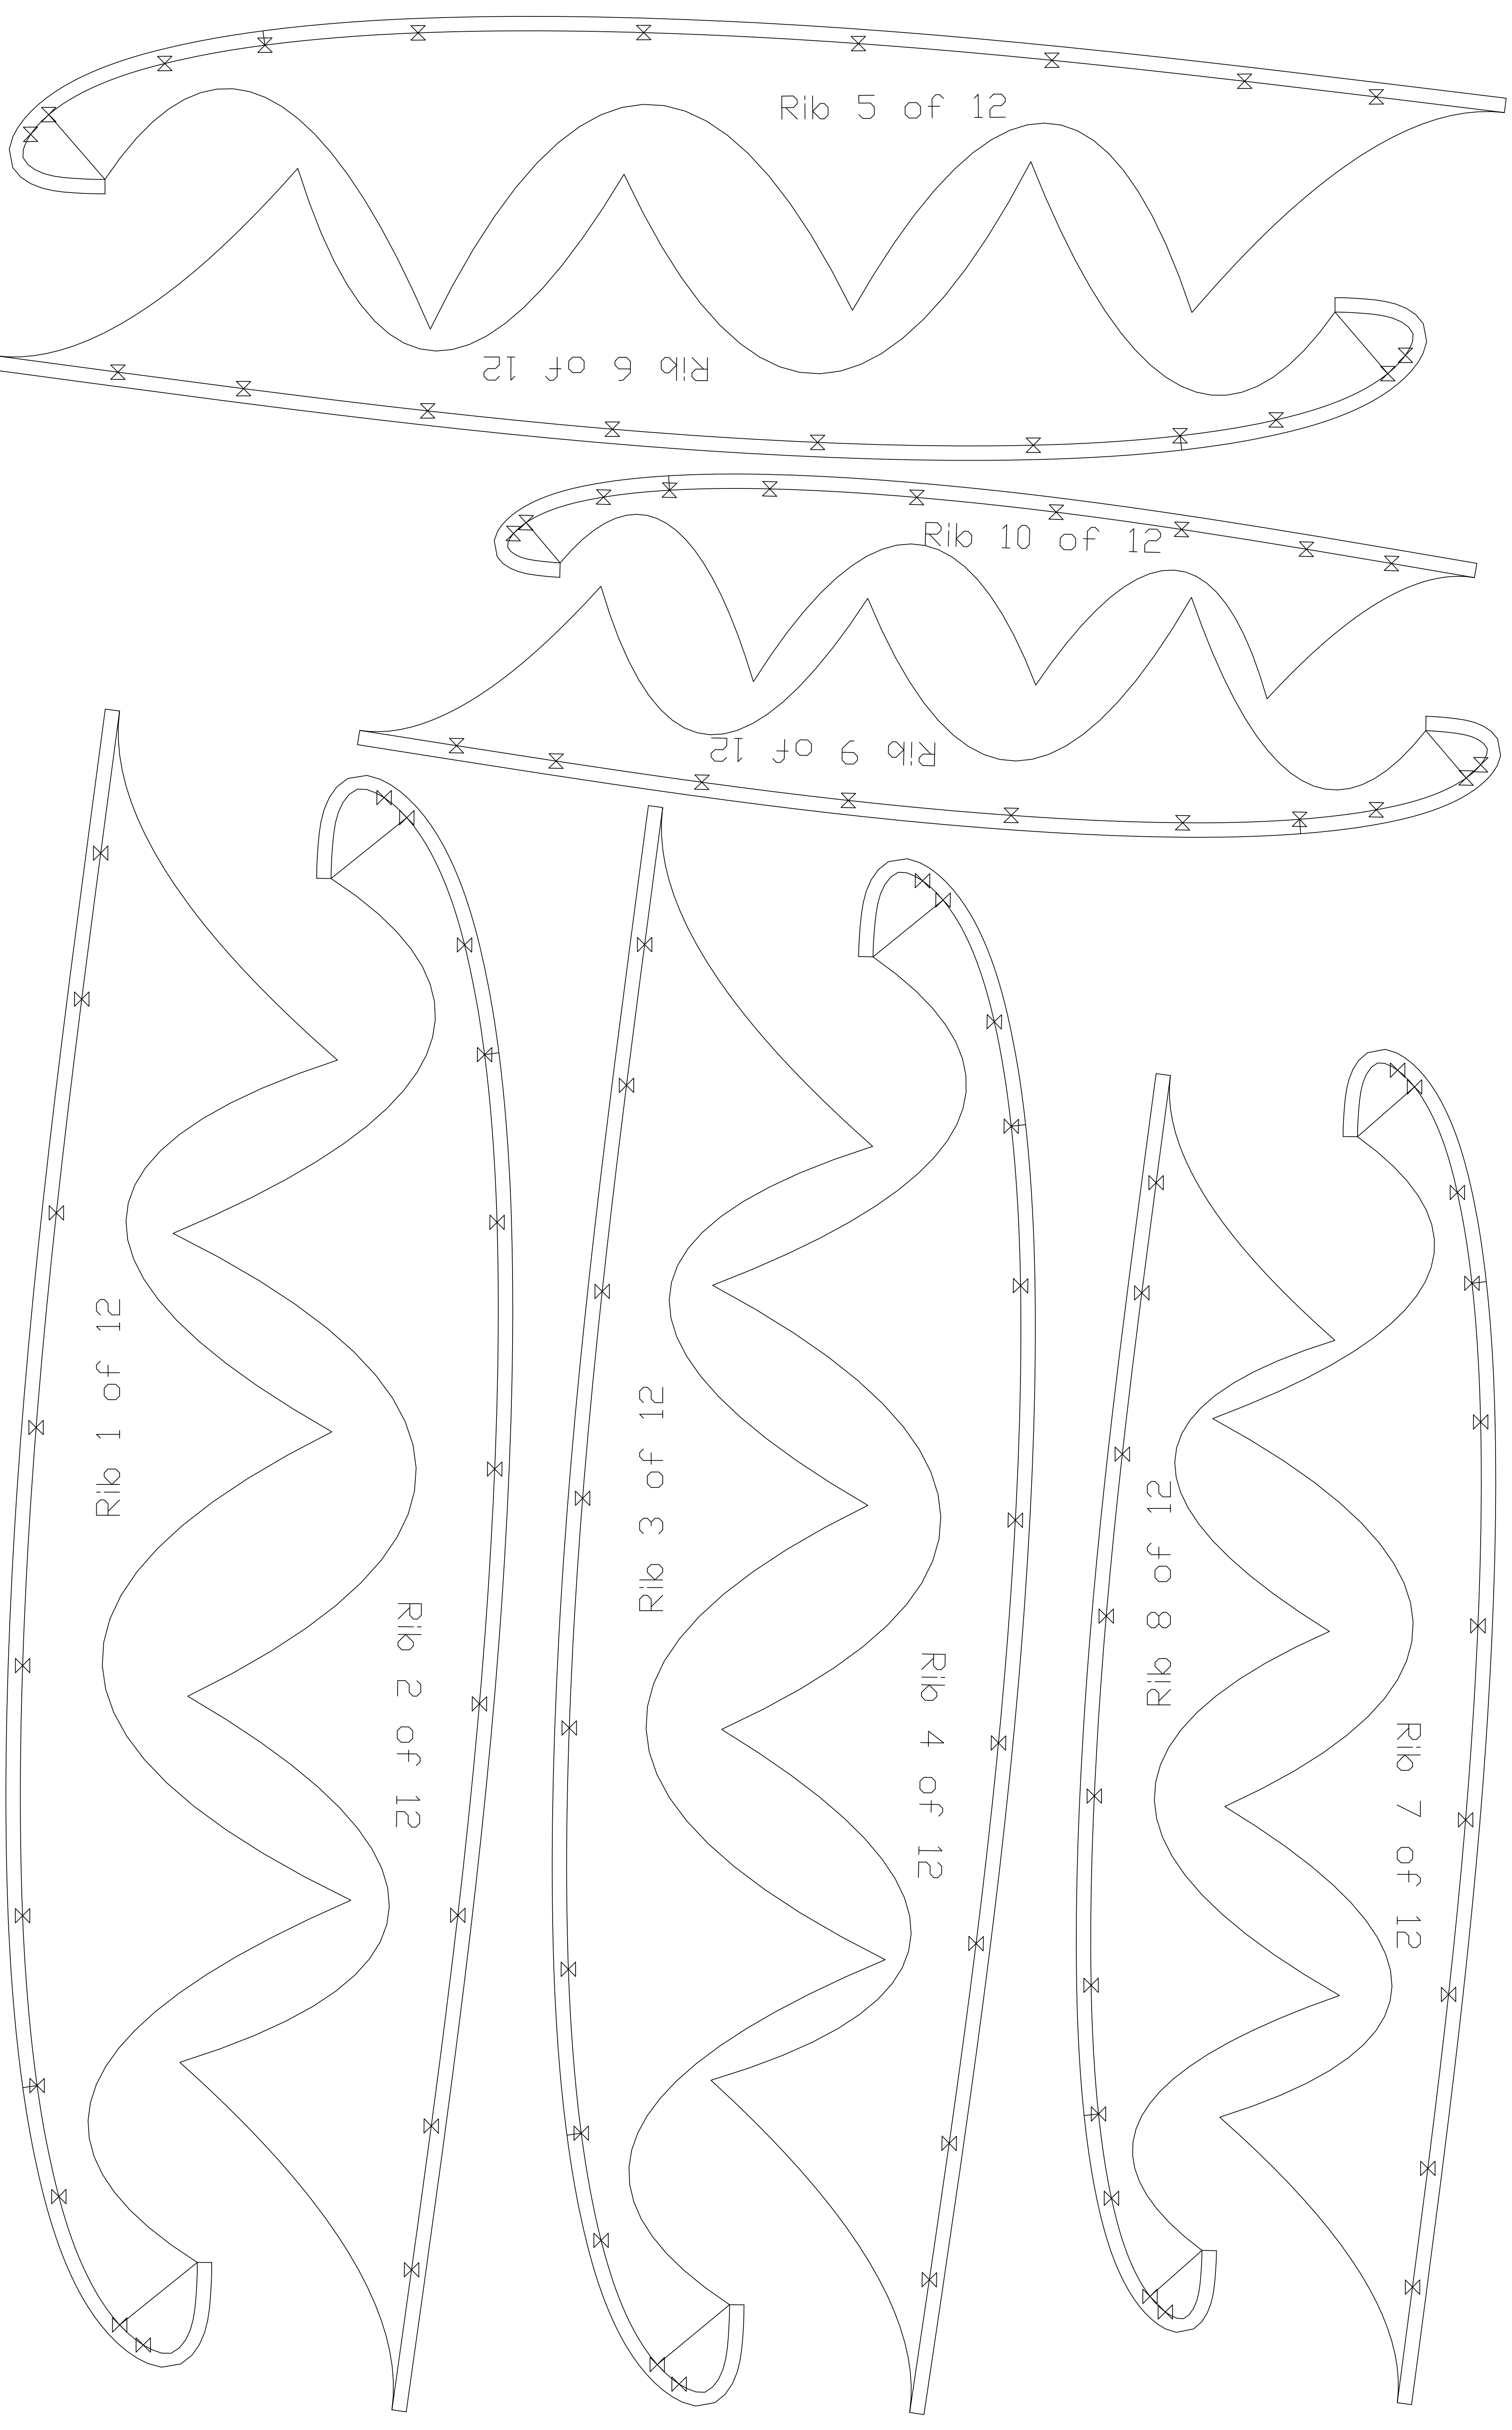 Rib 5 of 12
Rib 6 of 12
Rib 10 of 12
Rib 9 of 12
Rib 1 of 12
Rib 2 of 12
Rib 3 of 12
Rib 4 of 12
Rib 8 of 12
Rib 7 of 12